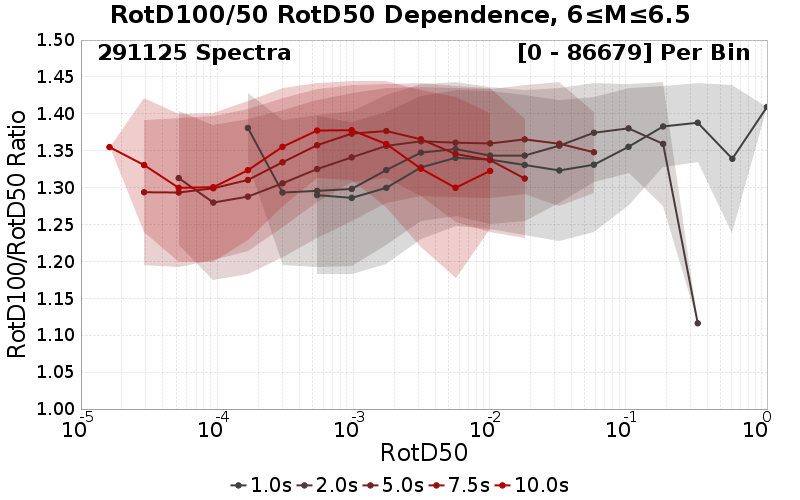 RotD100/50 RotD50 Dependence, 6≤M≤6.5
291125 Spectra
[0 - 86679] Per Bin
RotD100/RotD50 Ratio
1.50
1.45
1.40
1.35
1.30
1.25
1.20
1.15
1.10
1.05
1.00
10^-5 10^-4 10^-3 10^-2 10^-1 10^0
RotD50
1.0s 2.0s 5.0s 7.5s 10.0s